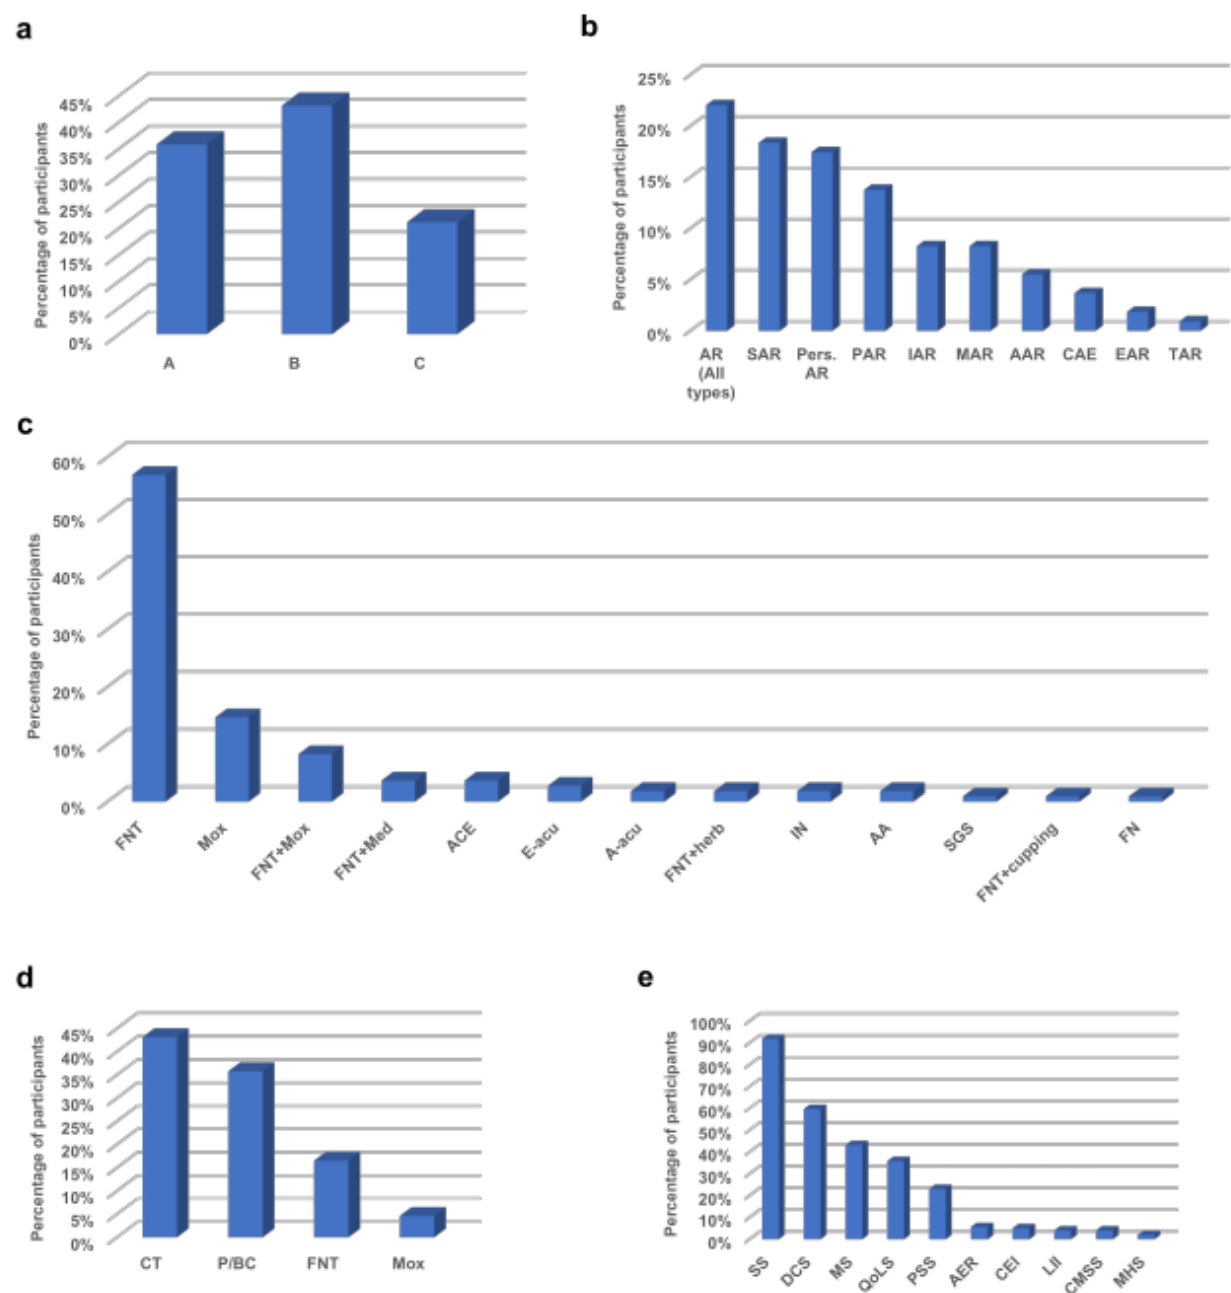 a
Percentage of participants
45%
40%
35%
30%
25%
20%
15%
10%
5%
0%
A B C
b
Percentage of participants
25%
20%
15%
10%
5%
0%
AR (All types) SAR Pers. AR PAR IAR MAR AAR CAE EAR TAR
c
Percentage of participants
60%
50%
40%
30%
20%
10%
0%
FNT Mox FNT+Mox FNT+Med ACE E-acu A-acu FNT+herb IN AA SGS FNT+cupping FN
d
Percentage of participants
45%
40%
35%
30%
25%
20%
15%
10%
5%
0%
CT P/BC FNT Mox
e
Percentage of participants
100%
90%
80%
70%
60%
50%
40%
30%
20%
10%
0%
SS DCS MS QoLS PSS AER CEI LII CMSS MHS